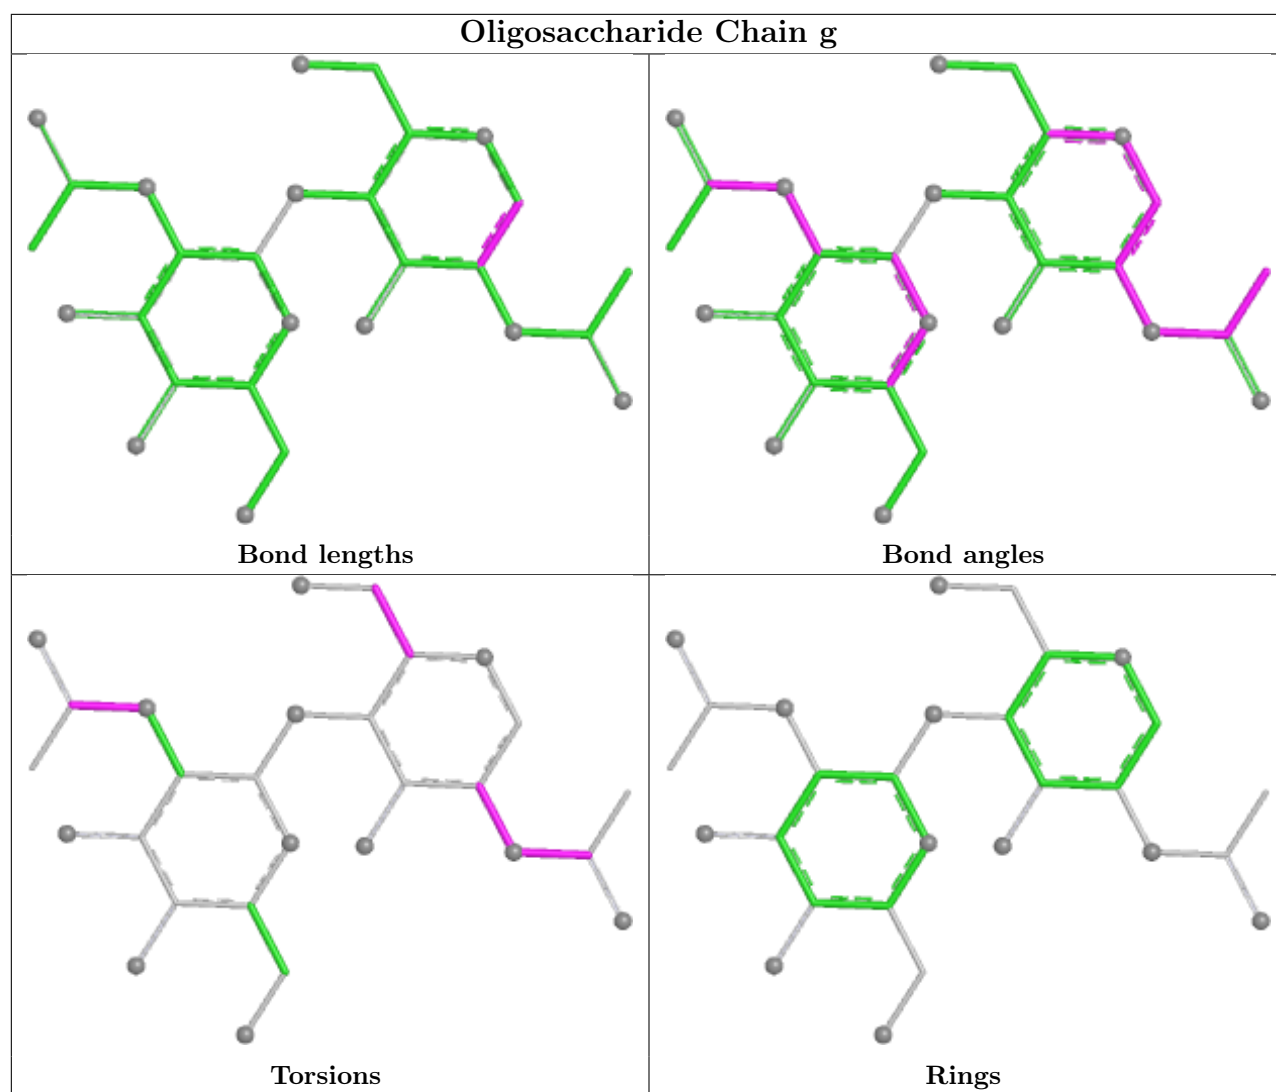 Oligosaccharide Chain g
Bond lengths
Bond angles
Torsions
Rings